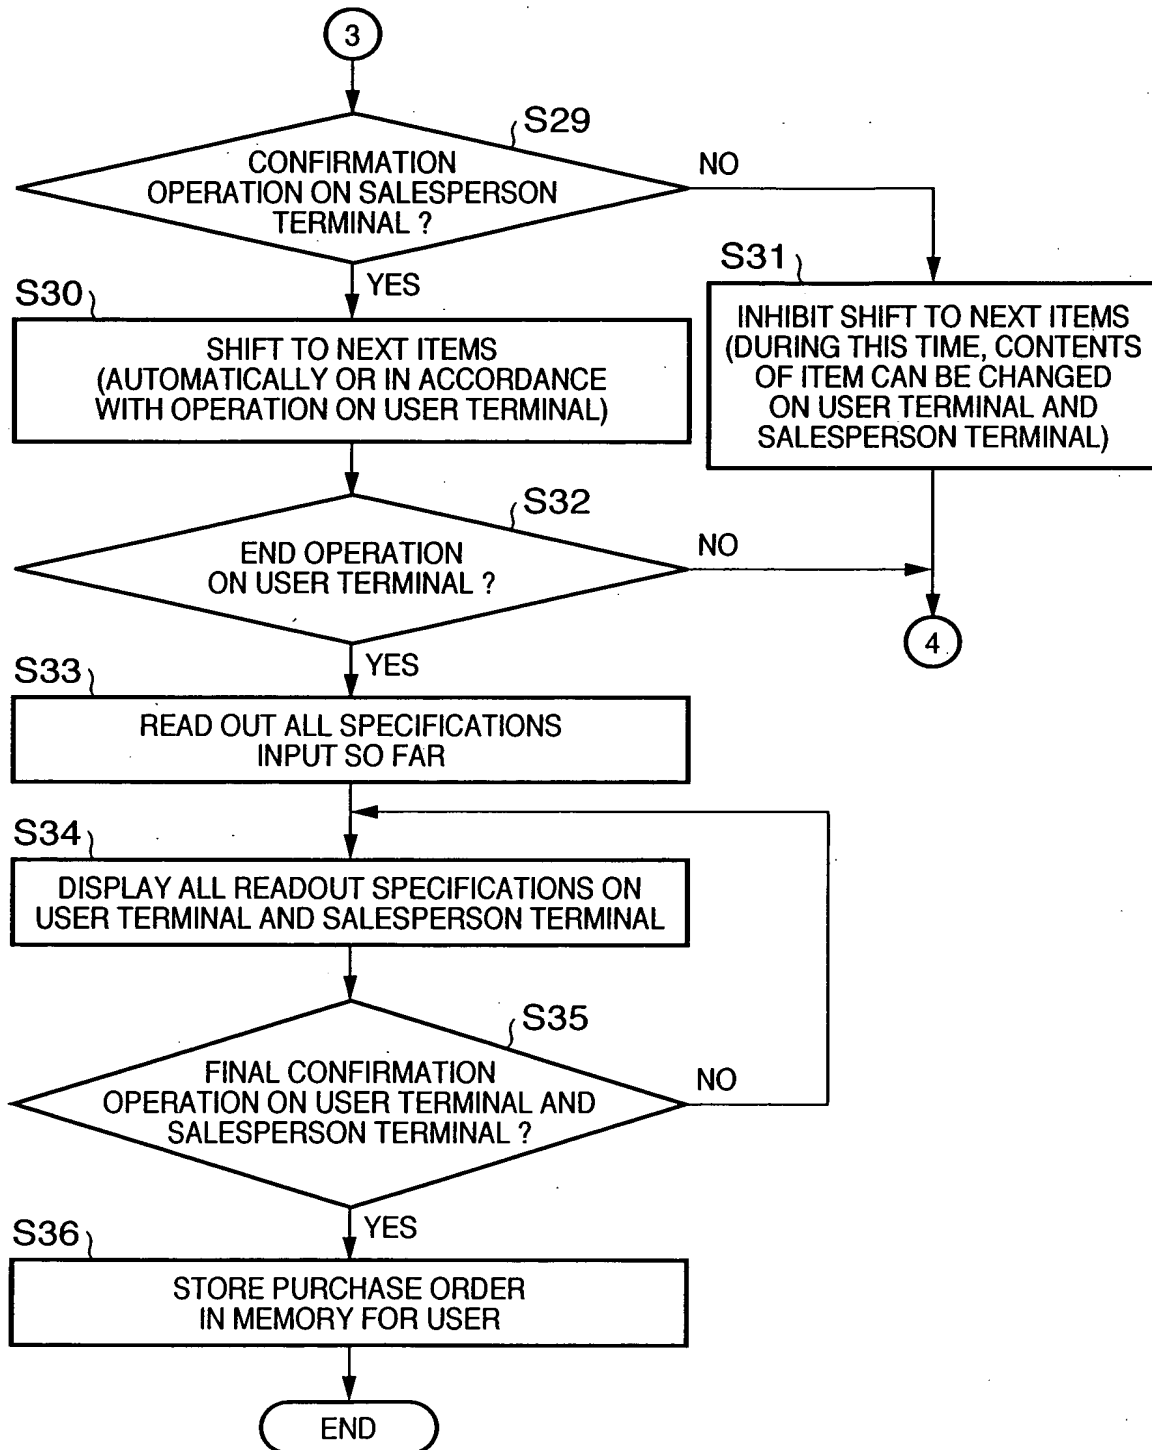 3
S29
CONFIRMATION
OPERATION ON SALESPERSON
TERMINAL ?
NO
YES
S30
SHIFT TO NEXT ITEMS
(AUTOMATICALLY OR IN ACCORDANCE
WITH OPERATION ON USER TERMINAL)
S31
INHIBIT SHIFT TO NEXT ITEMS
(DURING THIS TIME, CONTENTS
OF ITEM CAN BE CHANGED
ON USER TERMINAL AND
SALESPERSON TERMINAL)
S32
END OPERATION
ON USER TERMINAL ?
NO
4
YES
S33
READ OUT ALL SPECIFICATIONS
INPUT SO FAR
S34
DISPLAY ALL READOUT SPECIFICATIONS ON
USER TERMINAL AND SALESPERSON TERMINAL
S35
FINAL CONFIRMATION
OPERATION ON USER TERMINAL AND
SALESPERSON TERMINAL ?
NO
YES
S36
STORE PURCHASE ORDER
IN MEMORY FOR USER
END